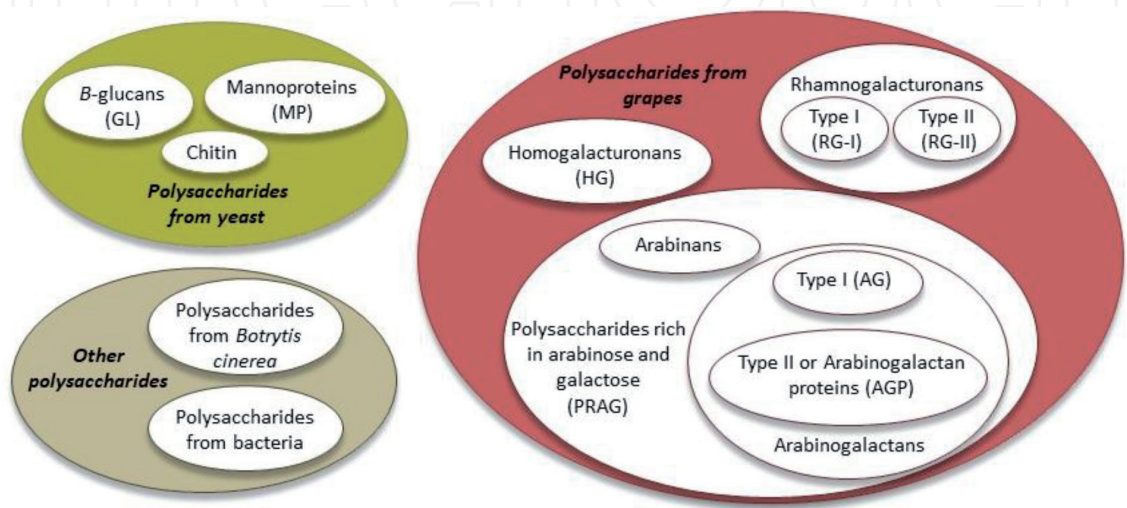 B-glucans
(GL)
Mannoproteins
(MP)
Chitin
Polysaccharides
from yeast
Other
polysaccharides
Polysaccharides
from Botrytis
cinerea
Polysaccharides
from bacteria
Polysaccharides from
grapes
Rhamnogalacturonans
Type I
(RG-I)
Type II
(RG-II)
Homogalacturonans
(HG)
Arabinans
Polysaccharides rich
in arabinose and
galactose
(PRAG)
Type I (AG)
Type II or Arabinogalactan
proteins (AGP)
Arabinogalactans